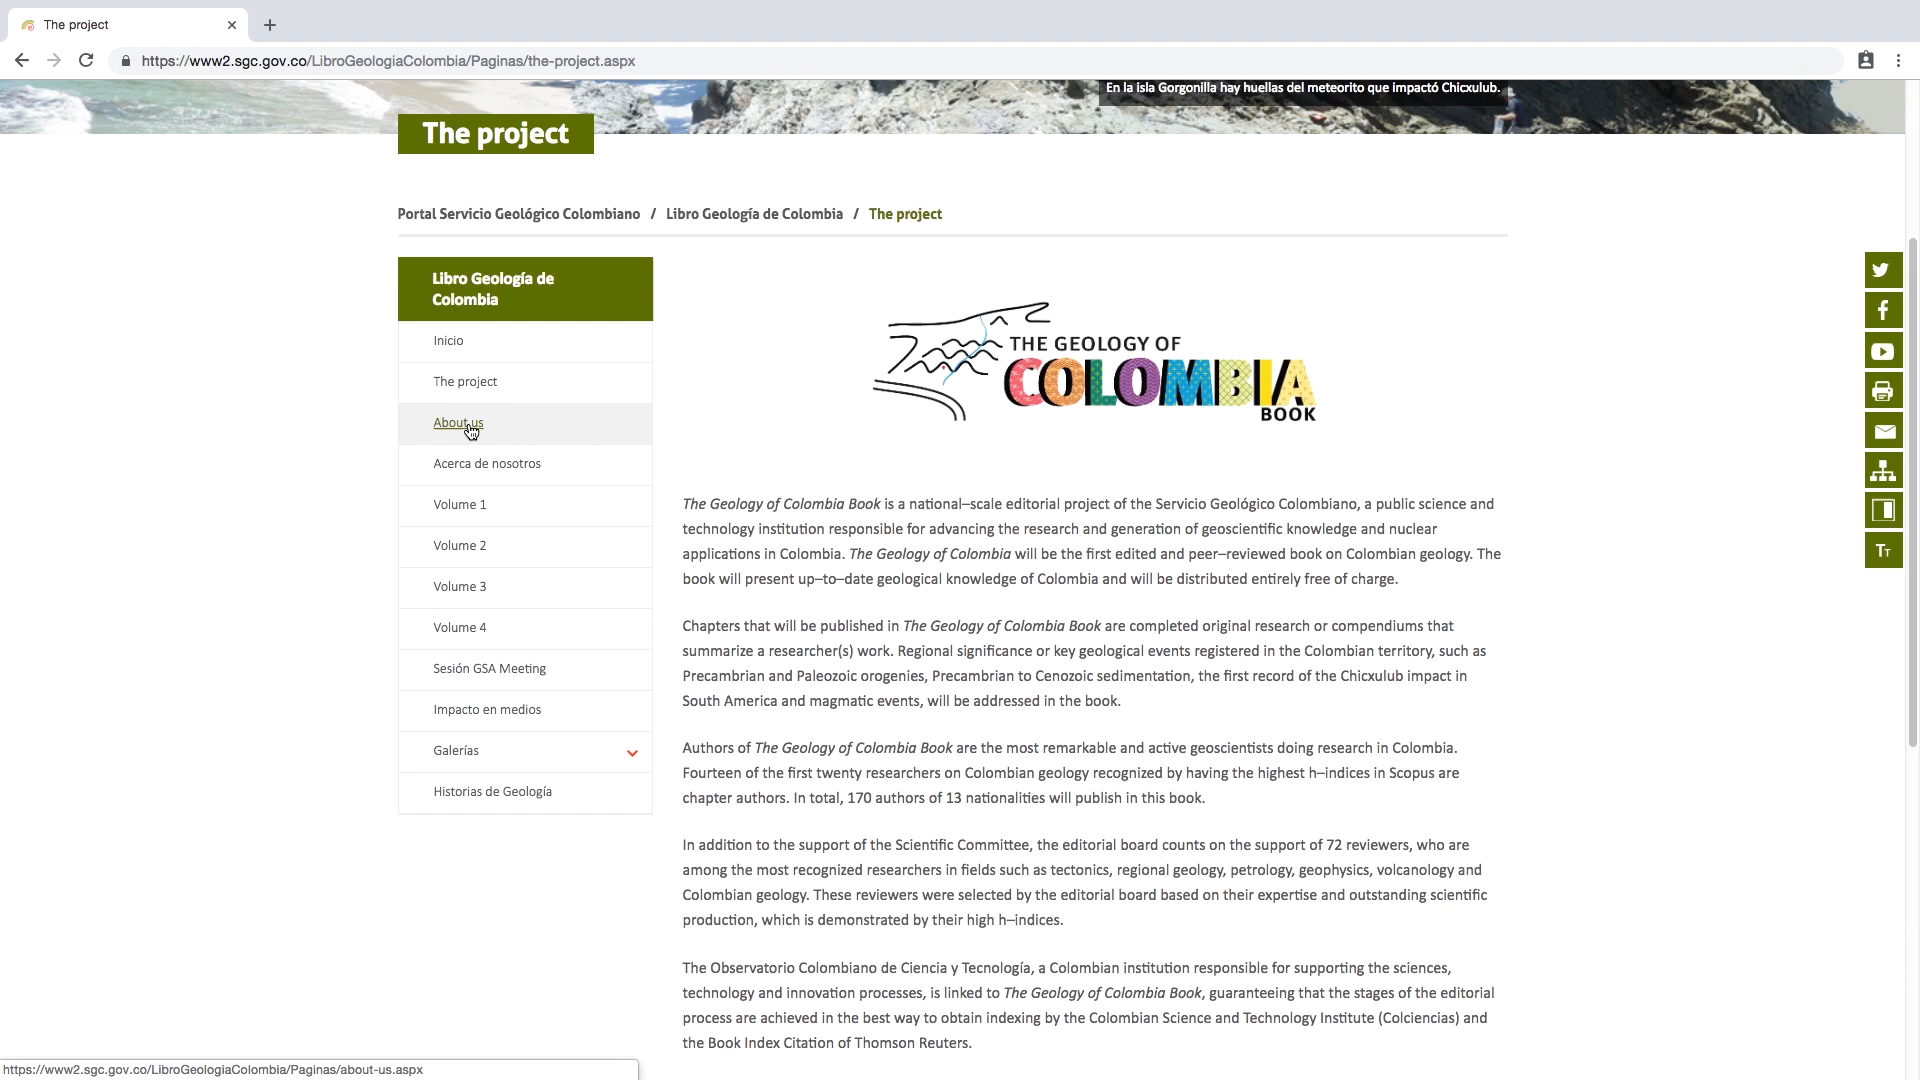 The project
https://www2.sgc.gov.co/LibroGeologiaColombia/Paginas/the-project.aspx
En la isla Gorgonilla hay huellas del meteorito que impactó Chicxulub.
The project
Portal Servicio Geológico Colombiano / Libro Geología de Colombia / The project
Libro Geología de
Colombia
Inicio
The project
About us
Acerca de nosotros
Volume 1
Volume 2
Volume 3
Volume 4
Sesión GSA Meeting
Impacto en medios
Galerías
Historias de Geología
THE GEOLOGY OF
COLOMBIA
BOOK
The Geology of Colombia Book is a national–scale editorial project of the Servicio Geológico Colombiano, a public science and
technology institution responsible for advancing the research and generation of geoscientific knowledge and nuclear
applications in Colombia. The Geology of Colombia will be the first edited and peer–reviewed book on Colombian geology. The
book will present up–to–date geological knowledge of Colombia and will be distributed entirely free of charge.
Chapters that will be published in The Geology of Colombia Book are completed original research or compendiums that
summarize a researcher(s) work. Regional significance or key geological events registered in the Colombian territory, such as
Precambrian and Paleozoic orogenies, Precambrian to Cenozoic sedimentation, the first record of the Chicxulub impact in
South America and magmatic events, will be addressed in the book.
Authors of The Geology of Colombia Book are the most remarkable and active geoscientists doing research in Colombia.
Fourteen of the first twenty researchers on Colombian geology recognized by having the highest h–indices in Scopus are
chapter authors. In total, 170 authors of 13 nationalities will publish in this book.
In addition to the support of the Scientific Committee, the editorial board counts on the support of 72 reviewers, who are
among the most recognized researchers in fields such as tectonics, regional geology, petrology, geophysics, volcanology and
Colombian geology. These reviewers were selected by the editorial board based on their expertise and outstanding scientific
production, which is demonstrated by their high h–indices.
The Observatorio Colombiano de Ciencia y Tecnología, a Colombian institution responsible for supporting the sciences,
technology and innovation processes, is linked to The Geology of Colombia Book, guaranteeing that the stages of the editorial
process are achieved in the best way to obtain indexing by the Colombian Science and Technology Institute (Colciencias) and
the Book Index Citation of Thomson Reuters.
TT
https://www2.sgc.gov.co/LibroGeologiaColombia/Paginas/about-us.aspx